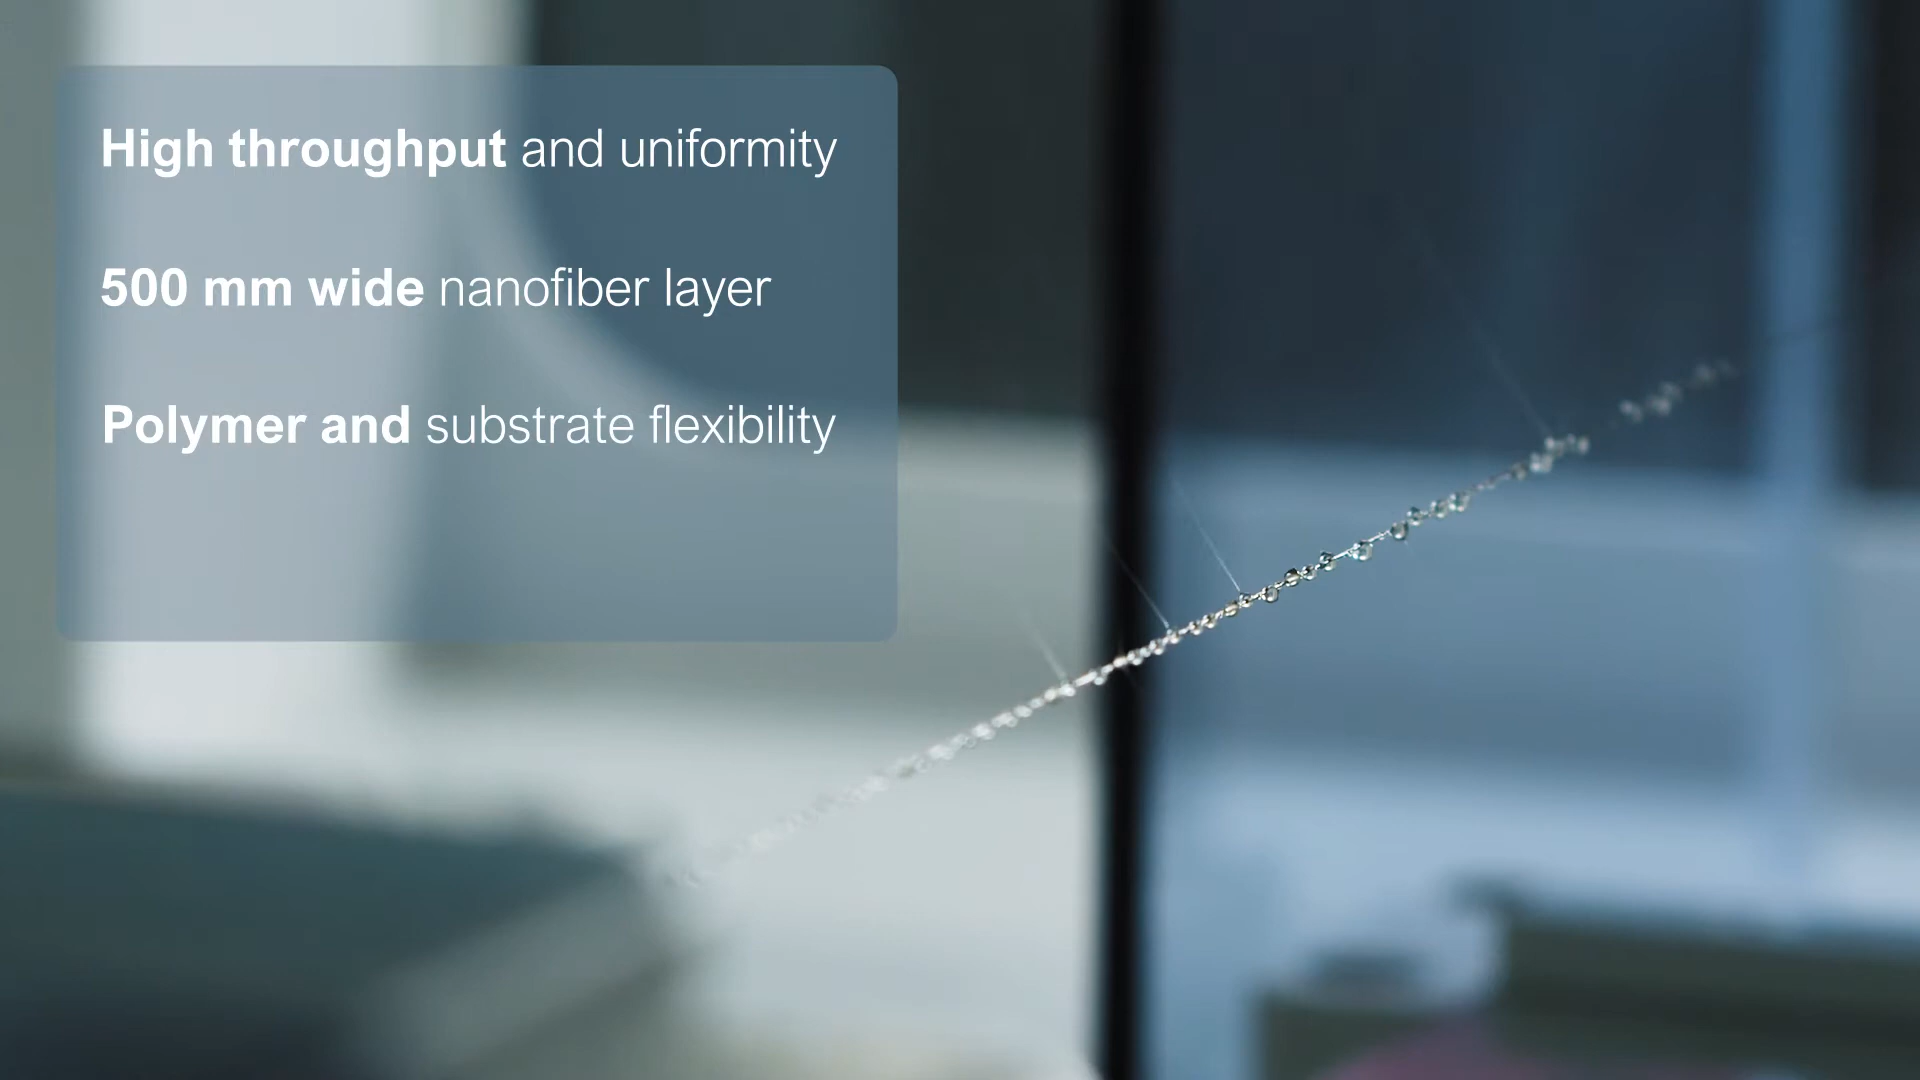 High throughput and uniformity
500 mm wide nanofiber layer
Polymer and substrate flexibility